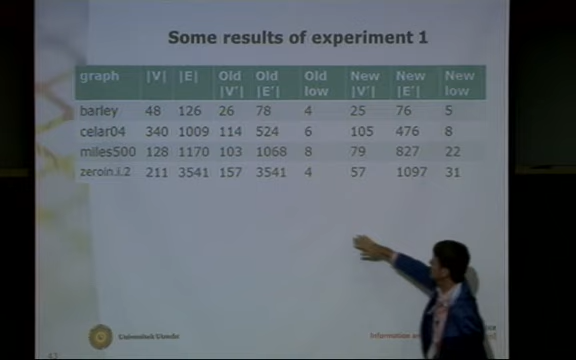 Some results of experiment 1
graph |V| |E| Old |V'| Old |E'| Old low New |V'| New |E'| New low
barley 48 126 26 78 4 25 76 5
celar04 340 1009 114 524 6 105 476 8
miles500 128 1170 103 1068 8 79 827 22
zeroin.i.2 211 3541 157 3541 4 57 1097 31
Universiteit Utrecht
Information